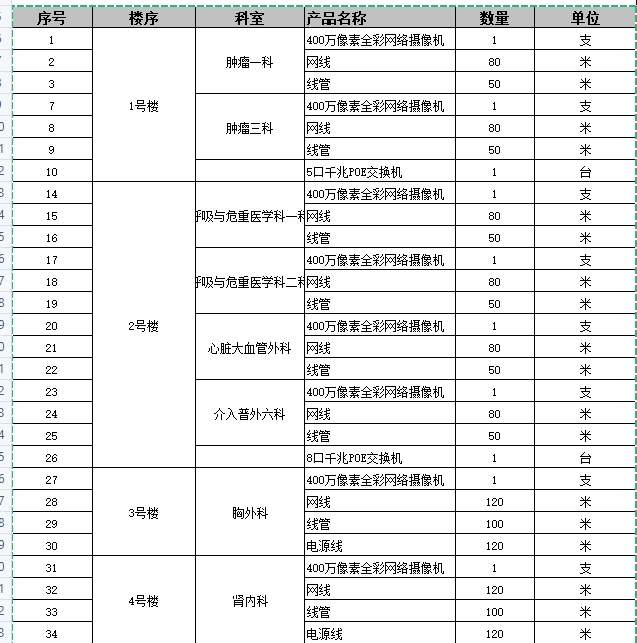 序号 楼序 科室 产品名称 数量 单位
1 1号楼 肿瘤一科 400万像素全彩网络摄像机 1 支
2 网线 80 米
3 线管 50 米
7 肿瘤三科 400万像素全彩网络摄像机 1 支
8 网线 80 米
9 线管 50 米
10 5口千兆POE交换机 1 台
14 2号楼 呼吸与危重医学科一科 400万像素全彩网络摄像机 1 支
15 网线 80 米
16 线管 50 米
17 呼吸与危重医学科二科 400万像素全彩网络摄像机 1 支
18 网线 80 米
19 线管 50 米
20 心脏大血管外科 400万像素全彩网络摄像机 1 支
21 网线 80 米
22 线管 50 米
23 介入普外六科 400万像素全彩网络摄像机 1 支
24 网线 80 米
25 线管 50 米
26 8口千兆POE交换机 1 台
27 3号楼 胸外科 400万像素全彩网络摄像机 1 支
28 网线 120 米
29 线管 100 米
30 电源线 120 米
31 4号楼 肾内科 400万像素全彩网络摄像机 1 支
32 网线 120 米
33 线管 100 米
34 电源线 120 米